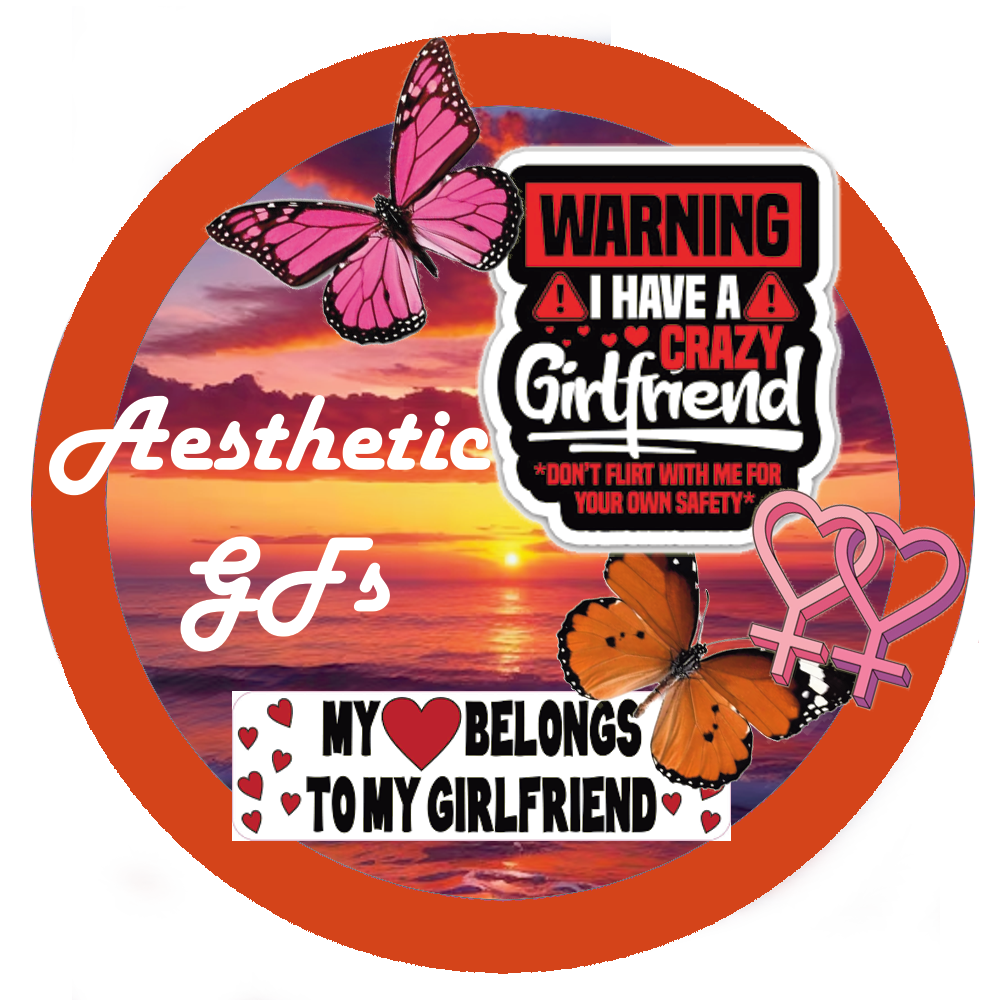 WARNING
I HAVE A
CRAZY
Girlfriend
*DON'T FLIRT WITH ME FOR
YOUR OWN SAFETY*
Aesthetic
GFs
MY BELONGS
TO MY GIRLFRIEND